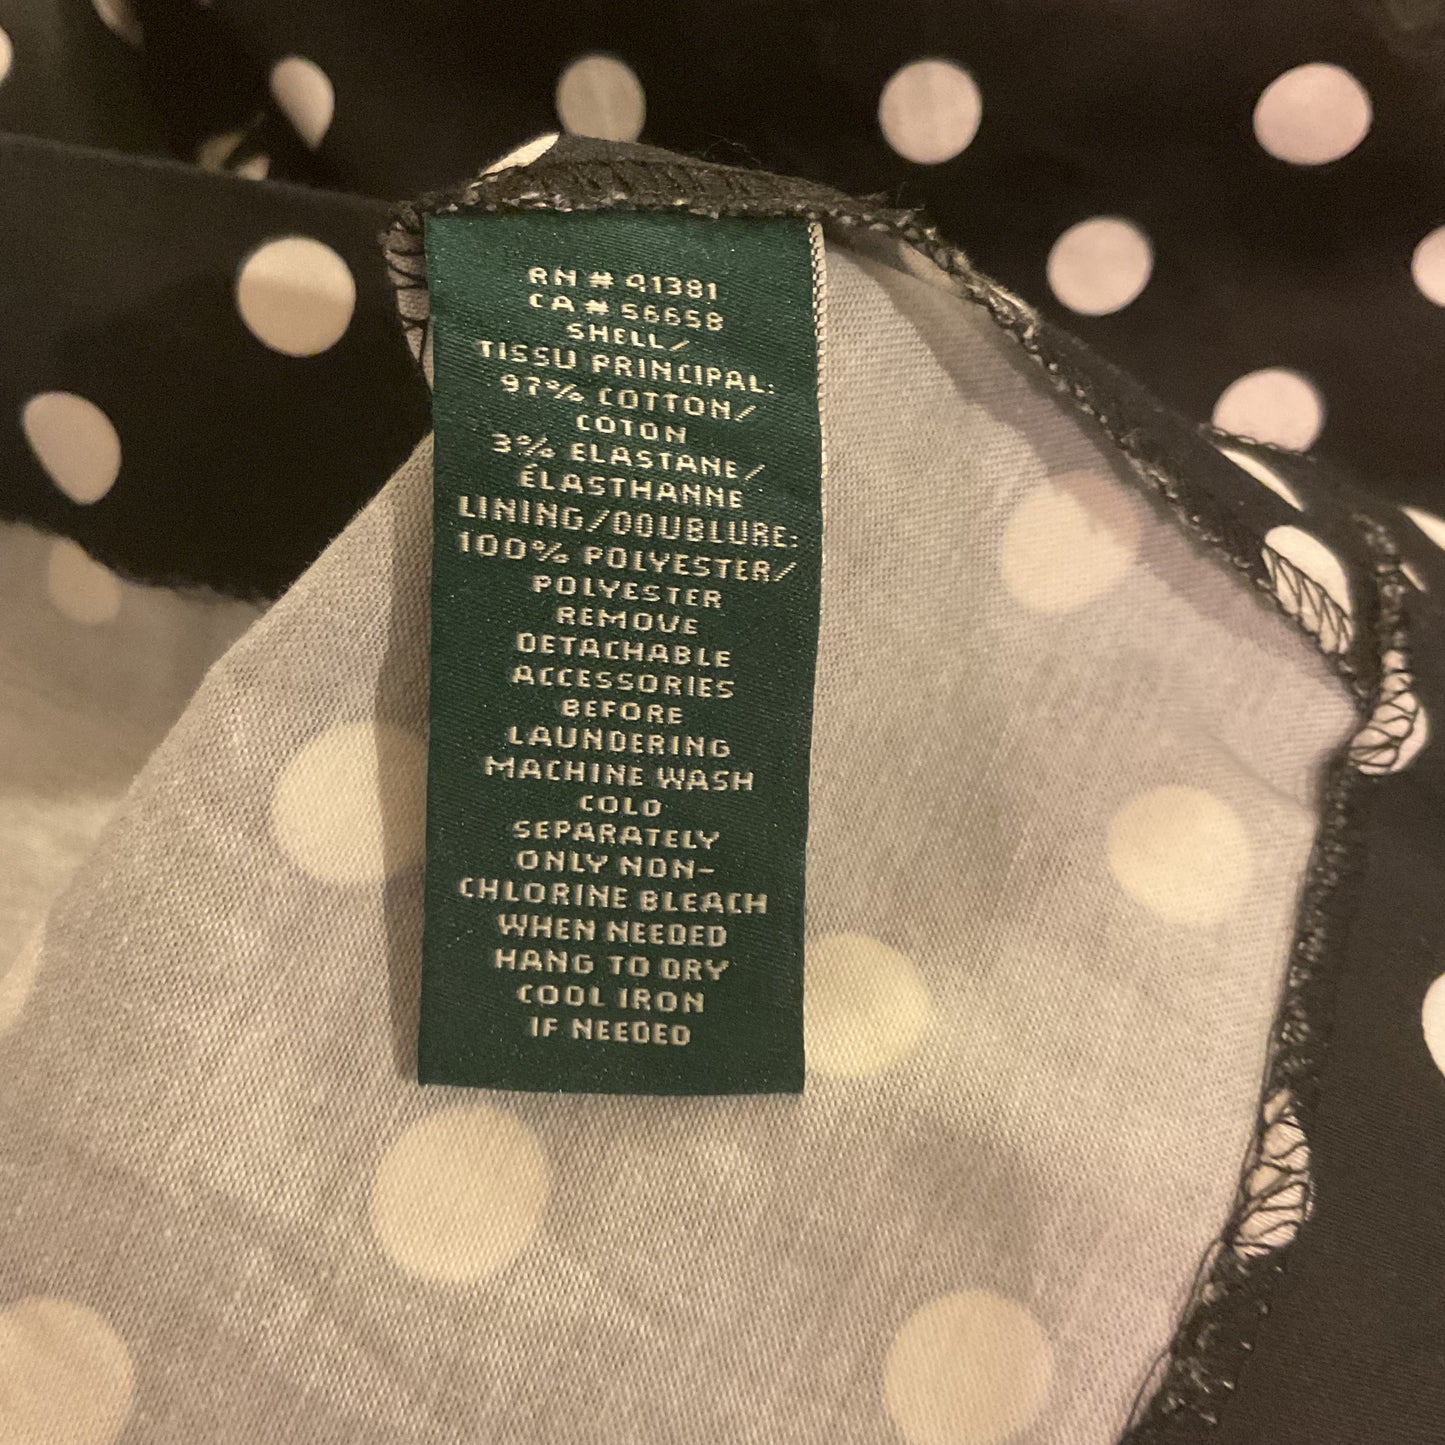 RN # 41381
CA # 56658
SHELL/
TISSU PRINCIPAL:
97% COTTON/
COTON
3% ELASTANE/
ÉLASTHANNE
LINING/DOUBLURE:
100% POLYESTER/
POLYESTER
REMOVE
DETACHABLE
ACCESSORIES
BEFORE
LAUNDERING
MACHINE WASH
COLD
SEPARATELY
ONLY NON-
CHLORINE BLEACH
WHEN NEEDED
HANG TO DRY
COOL IRON
IF NEEDED